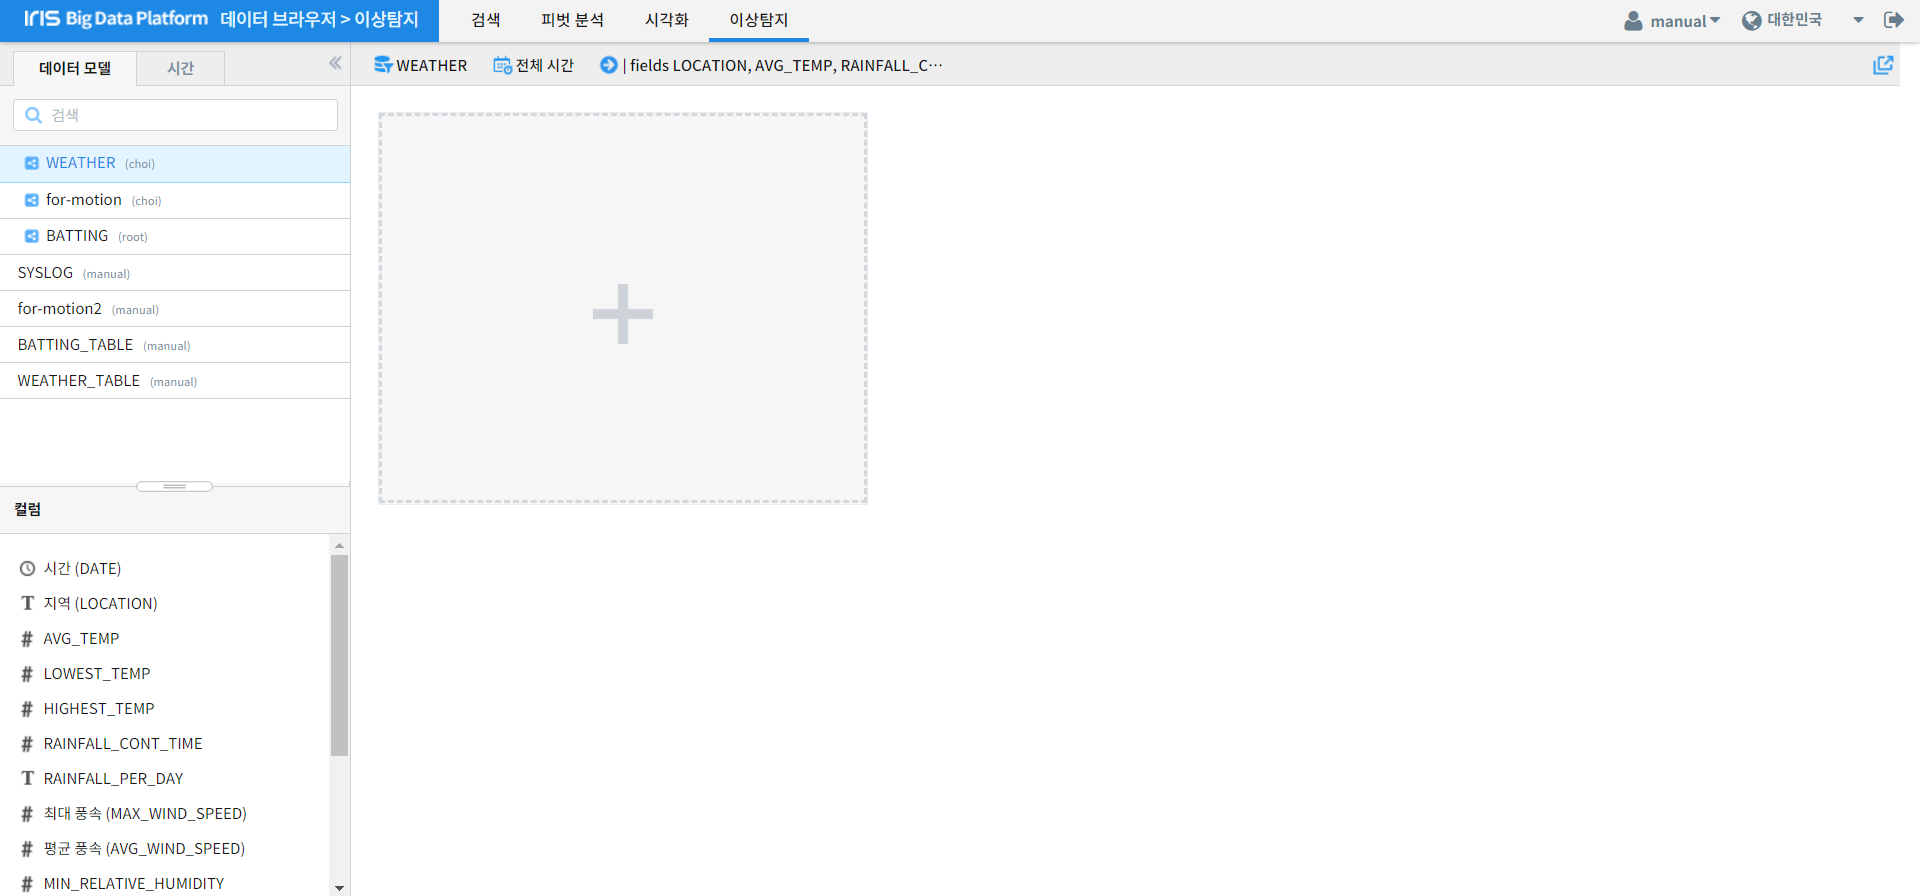 IRIS Big Data Platform 데이터 브라우저 > 이상탐지
검색 피벗 분석 시각화 이상탐지
manual 대한민국
데이터 모델 시간
WEATHER 전체 시간 | fields LOCATION, AVG_TEMP, RAINFALL_C···
검색
WEATHER (choi)
for-motion (choi)
BATTING (root)
SYSLOG (manual)
for-motion2 (manual)
BATTING_TABLE (manual)
WEATHER_TABLE (manual)
컬럼
시간 (DATE)
T 지역 (LOCATION)
# AVG_TEMP
# LOWEST_TEMP
# HIGHEST_TEMP
# RAINFALL_CONT_TIME
T RAINFALL_PER_DAY
# 최대 풍속 (MAX_WIND_SPEED)
# 평균 풍속 (AVG_WIND_SPEED)
# MIN_RELATIVE_HUMIDITY